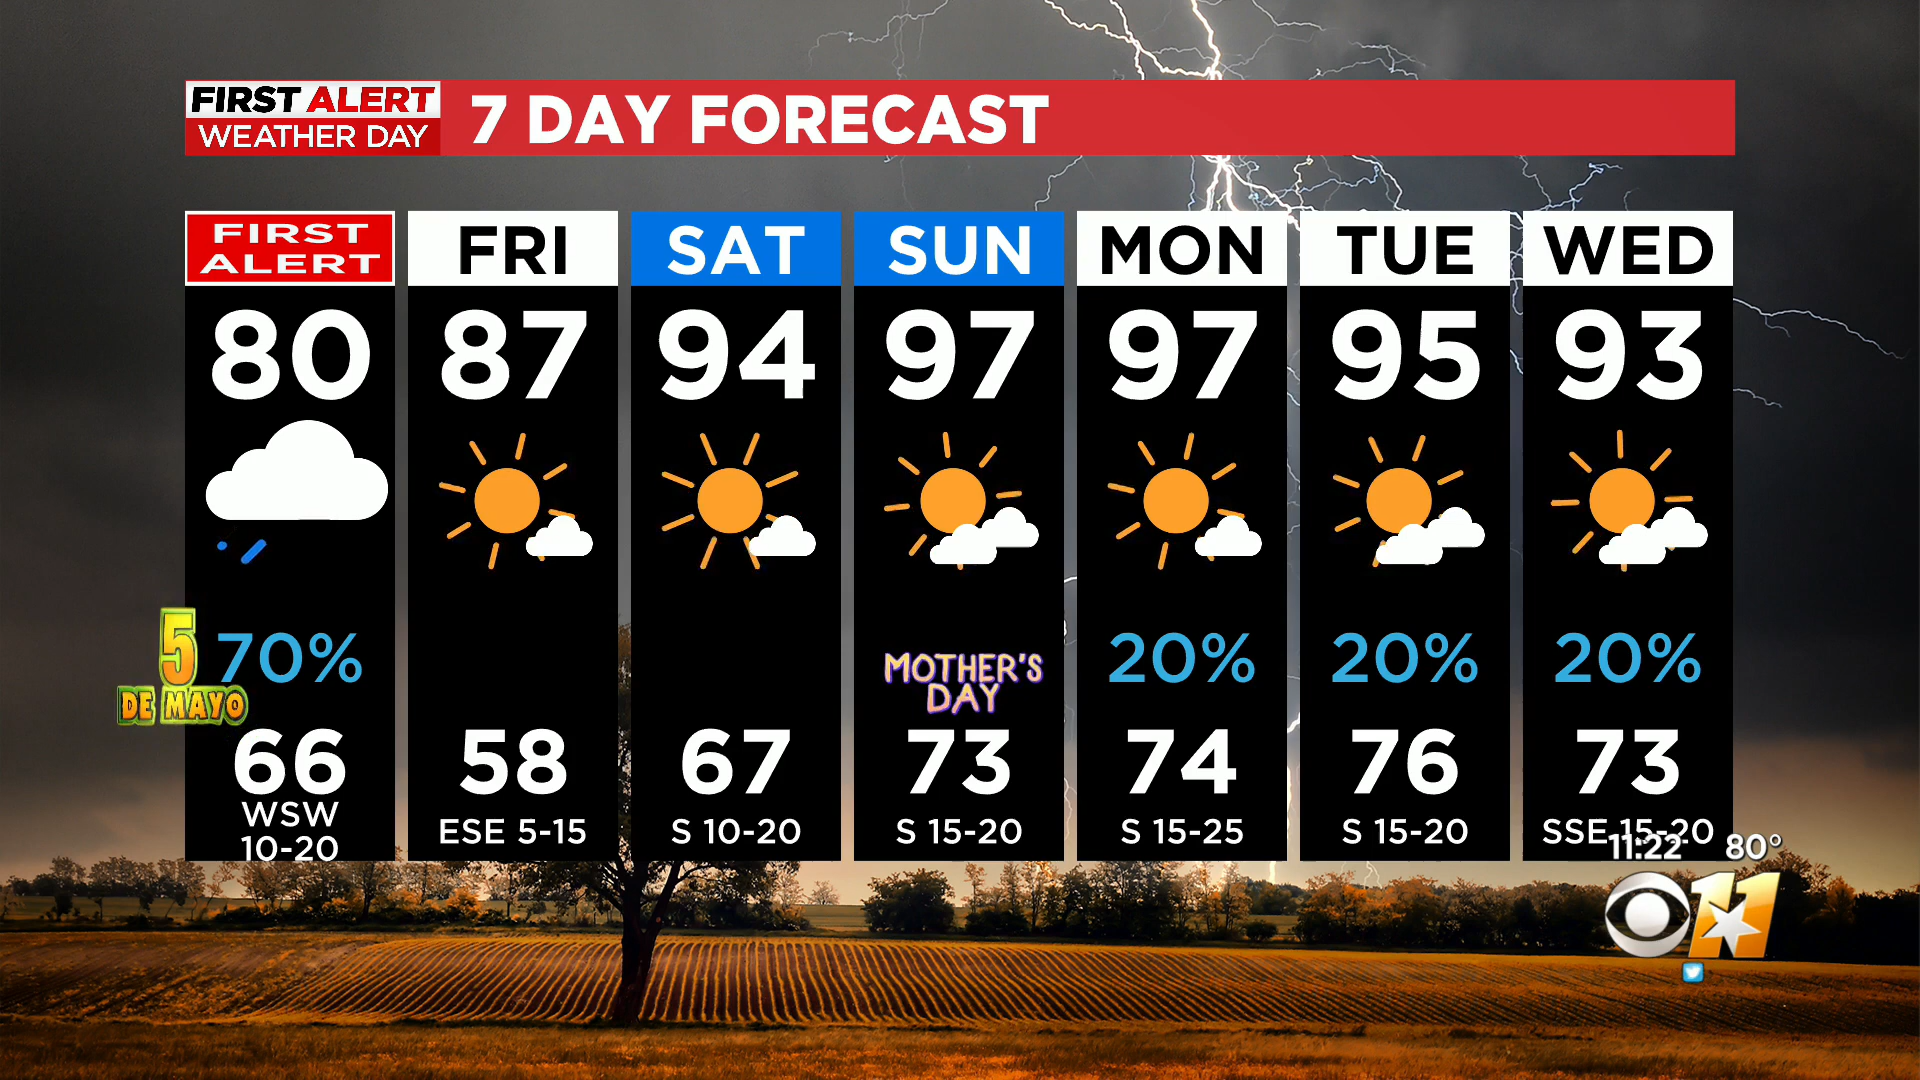 FIRST ALERT
WEATHER DAY
7 DAY FORECAST
FIRST
ALERT
FRI
SAT
SUN
MON
TUE
WED
80
87
94
97
97
95
93
5
DE MAYO
70%
MOTHER'S
DAY
20%
20%
20%
66
58
67
73
74
76
73
WSW
10-20
ESE 5-15
S 10-20
S 15-20
S 15-25
S 15-20
SSE 15-20
11:22
80°
11